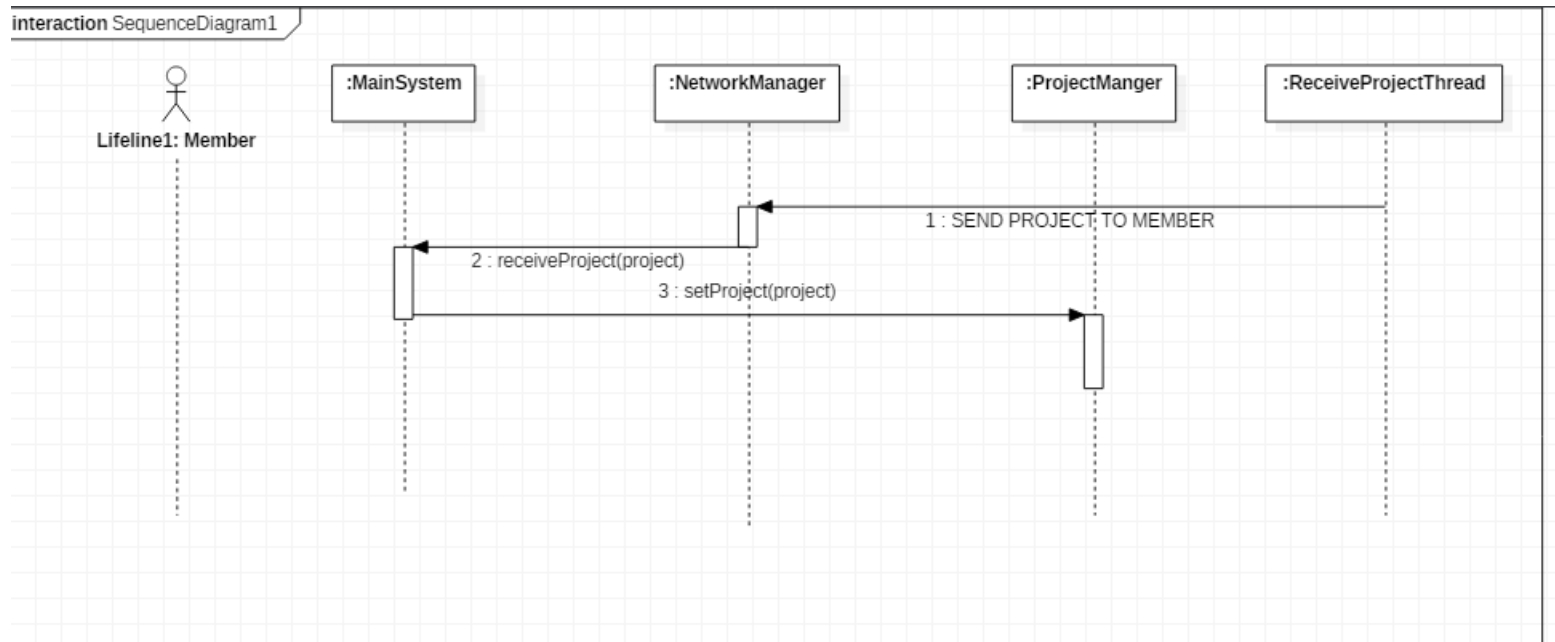 interaction SequenceDiagram1
:MainSystem
:NetworkManager
:ProjectManger
:ReceiveProjectThread
Lifeline1: Member
1 : SEND PROJECT TO MEMBER
2 : receiveProject(project)
3 : setProject(project)